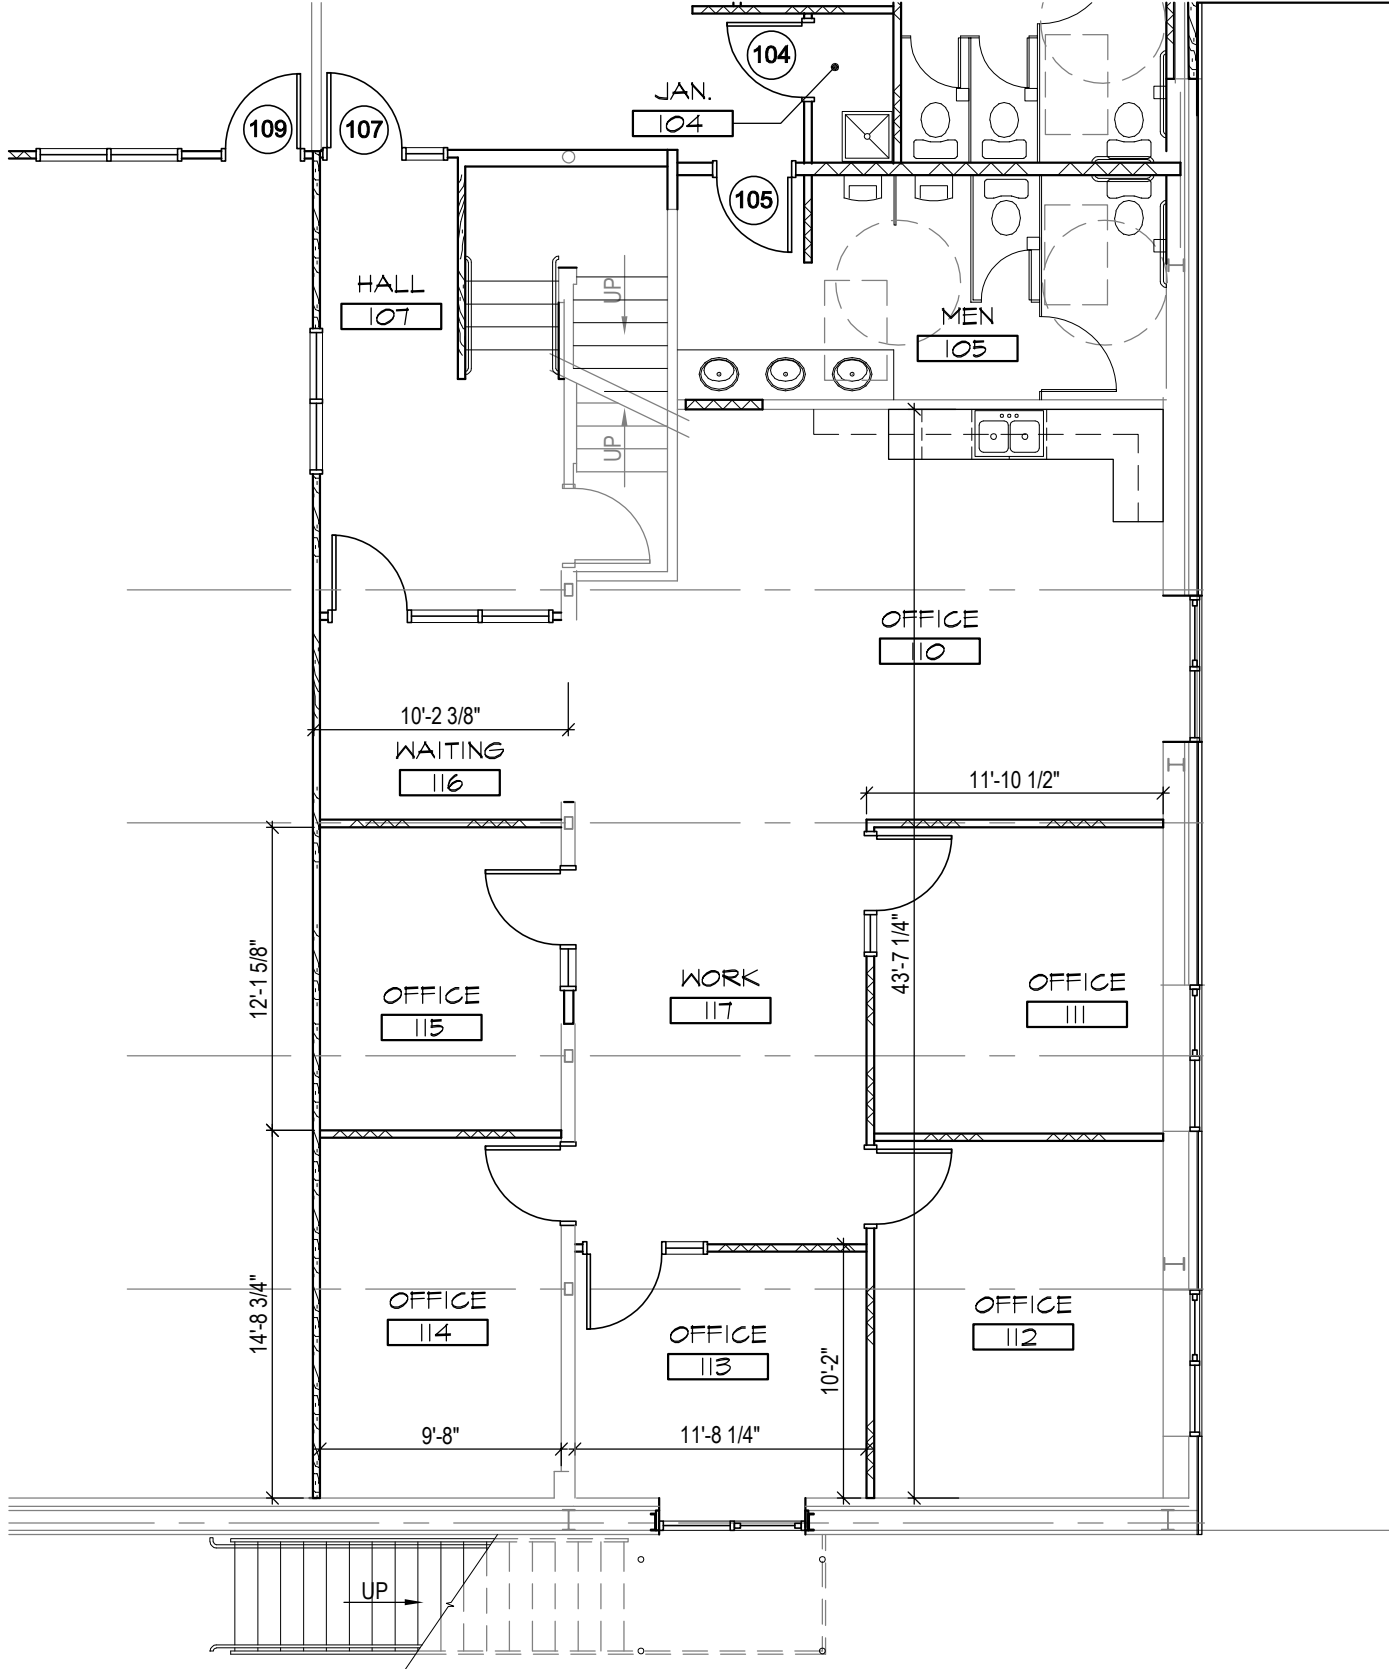 104
JAN.
104
109
107
105
HALL
107
UP
MEN
105
UP
OFFICE
110
10'-2 3/8"
WAITING
116
11'-10 1/2"
12'-1 5/8"
43'-7 1/4"
WORK
117
OFFICE
111
OFFICE
115
14'-8 3/4"
OFFICE
114
OFFICE
112
OFFICE
113
10'-2"
9'-8"
11'-8 1/4"
UP